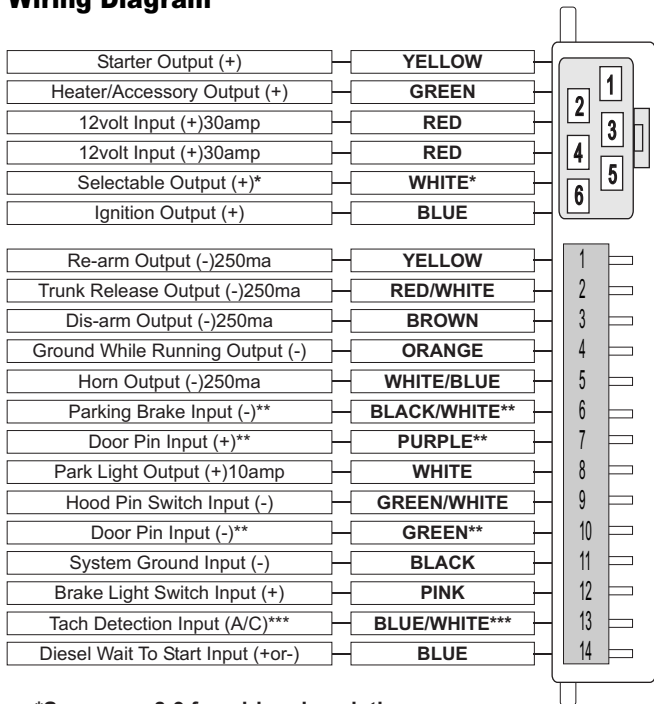 Wiring Diagram
Starter Output (+) YELLOW
Heater/Accessory Output (+) GREEN
12volt Input (+)30amp RED
12volt Input (+)30amp RED
Selectable Output (+)* WHITE*
Ignition Output (+) BLUE
1
2
3
4
5
6
Re-arm Output (-)250ma YELLOW 1
Trunk Release Output (-)250ma RED/WHITE 2
Dis-arm Output (-)250ma BROWN 3
Ground While Running Output (-) ORANGE 4
Horn Output (-)250ma WHITE/BLUE 5
Parking Brake Input (-)** BLACK/WHITE** 6
Door Pin Input (+)** PURPLE** 7
Park Light Output (+)10amp WHITE 8
Hood Pin Switch Input (-) GREEN/WHITE 9
Door Pin Input (-)** GREEN** 10
System Ground Input (-) BLACK 11
Brake Light Switch Input (+) PINK 12
Tach Detection Input (A/C)*** BLUE/WHITE*** 13
Diesel Wait To Start Input (+or-) BLUE 14